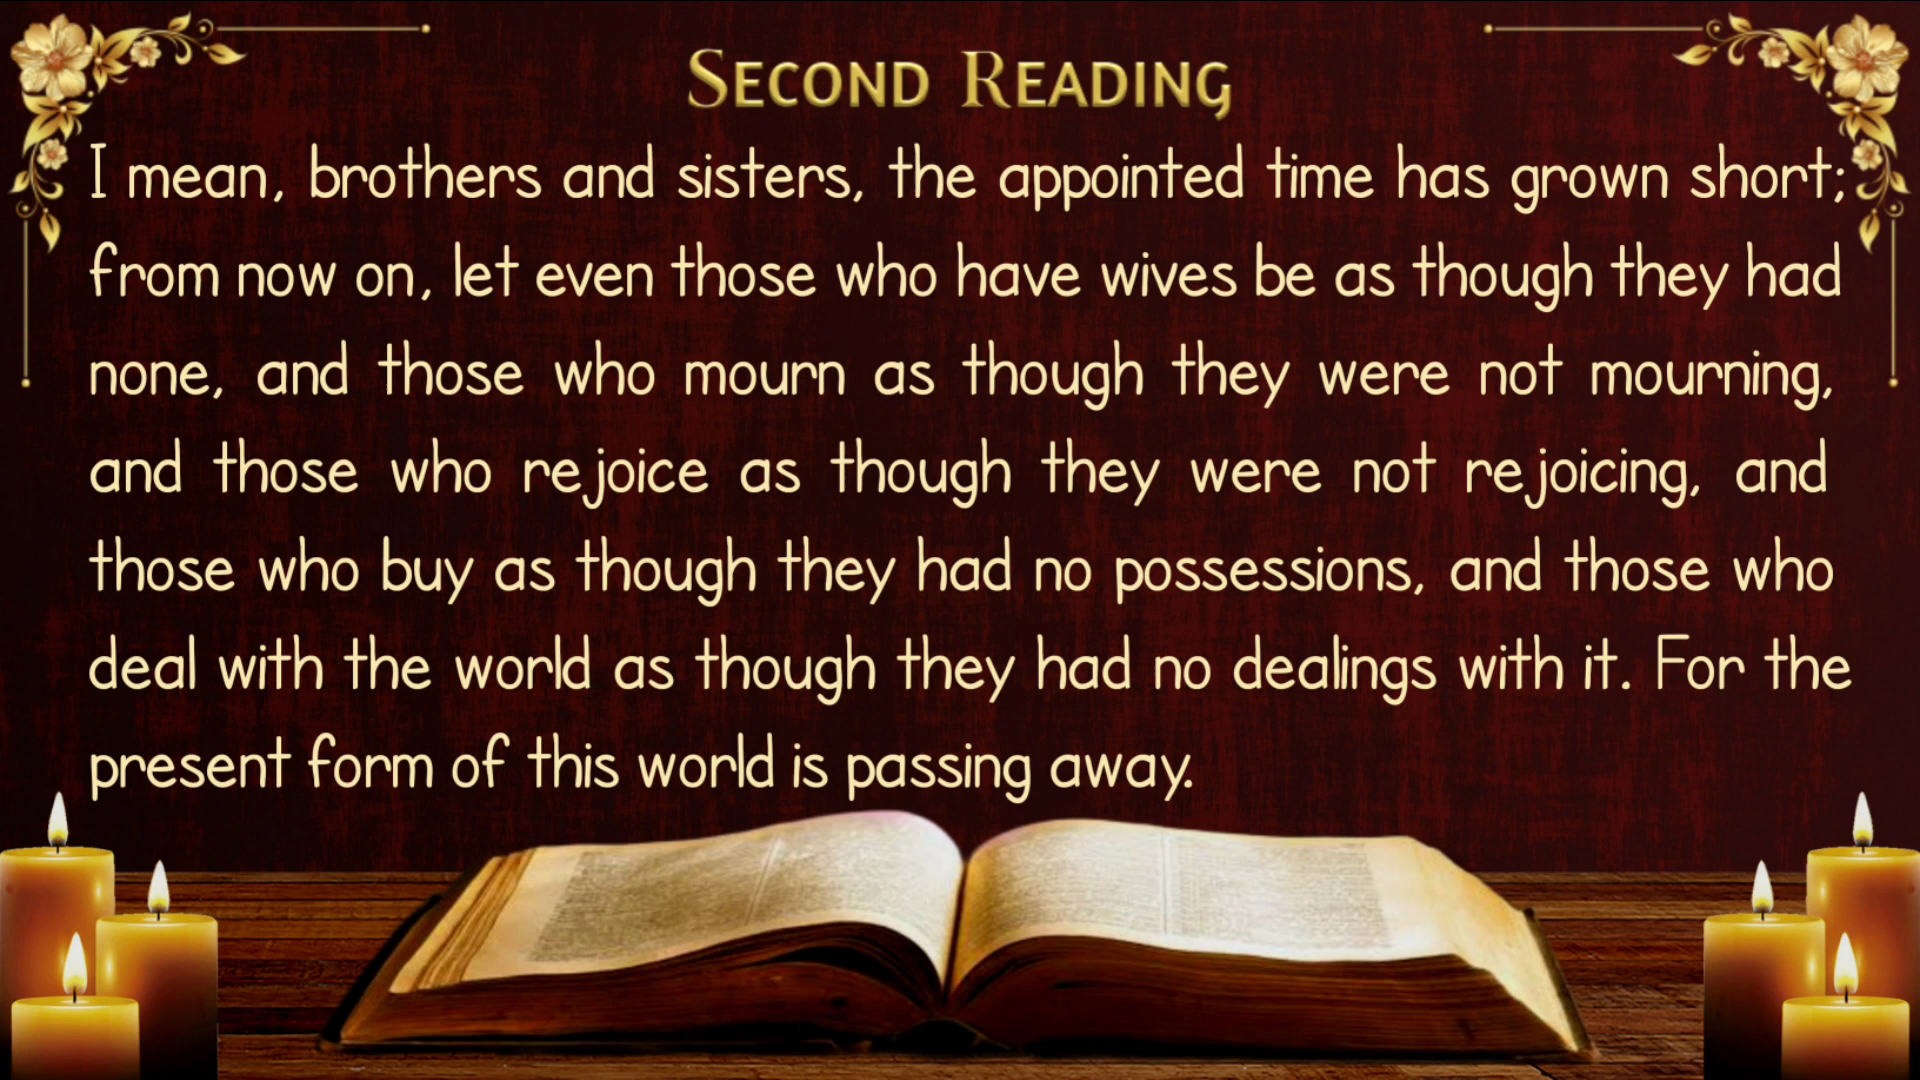 SECOND READING
I mean, brothers and sisters, the appointed time has grown short;
from now on, let even those who have wives be as though they had
none, and those who mourn as though they were not mourning,
and those who rejoice as though they were not rejoicing, and
those who buy as though they had no possessions, and those who
deal with the world as though they had no dealings with it. For the
present form of this world is passing away.